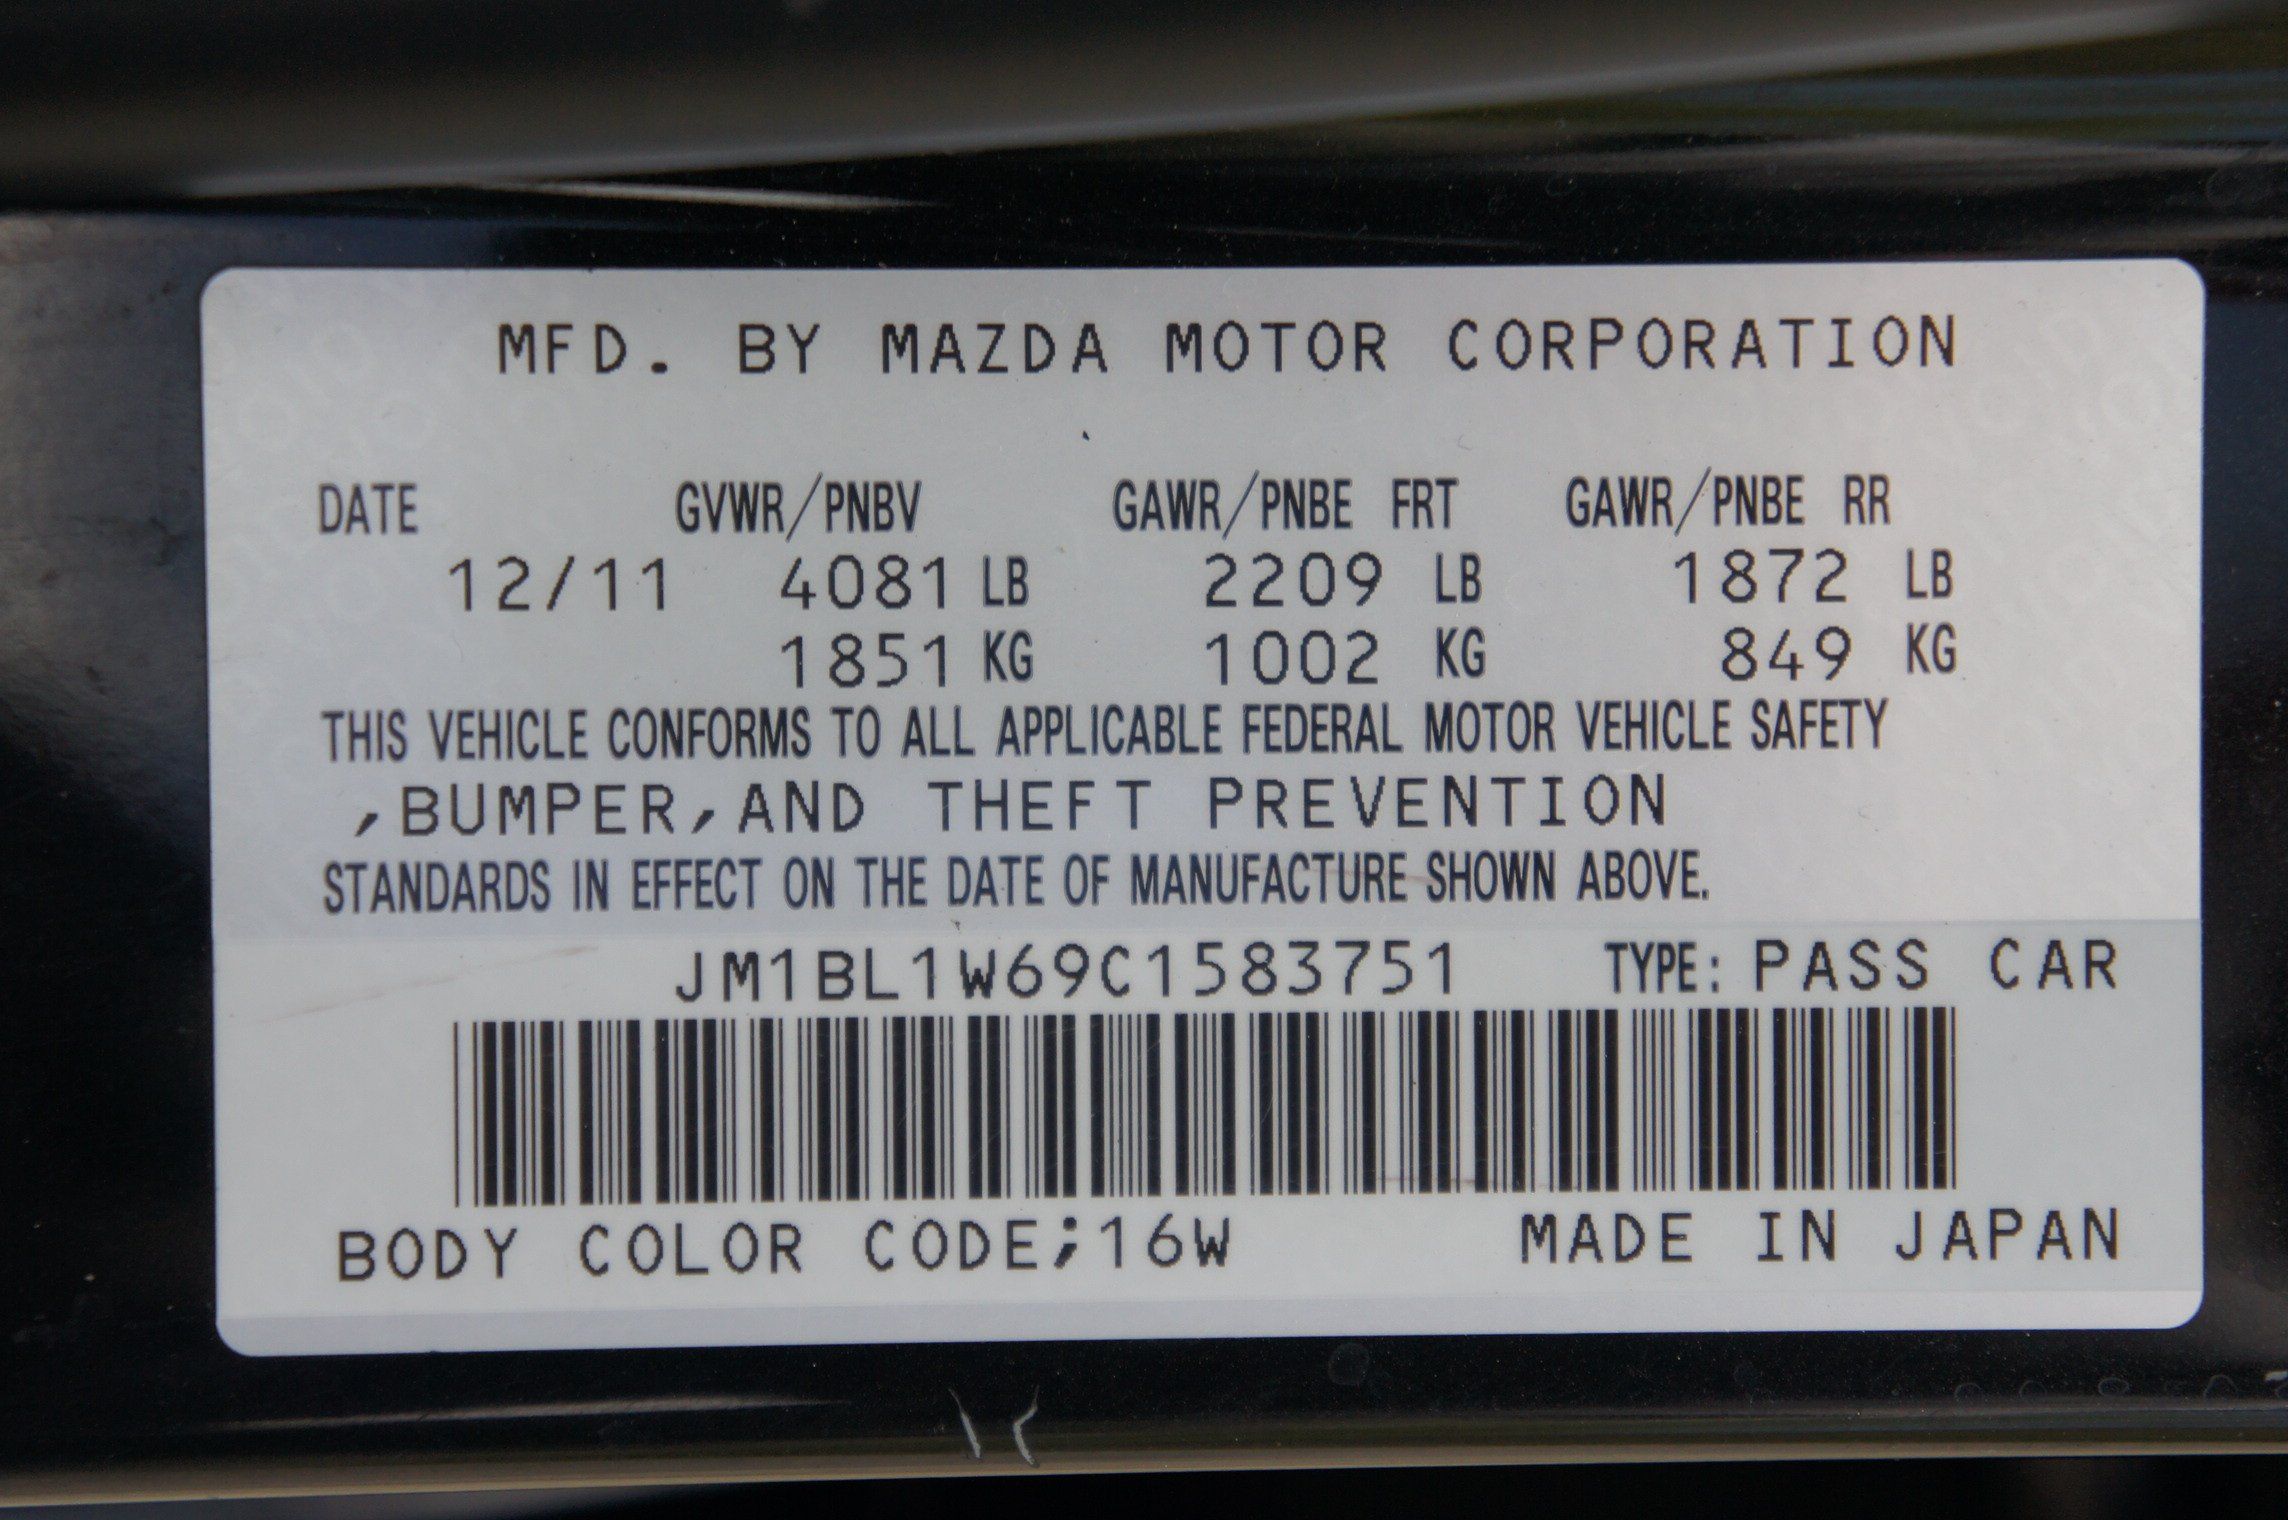 MFD. BY MAZDA MOTOR CORPORATION
DATE GVWR/PNBV GAWR/PNBE FRT GAWR/PNBE RR
12/11 4081 LB 2209 LB 1872 LB
1851 KG 1002 KG 849 KG
THIS VEHICLE CONFORMS TO ALL APPLICABLE FEDERAL MOTOR VEHICLE SAFETY
,BUMPER,AND THEFT PREVENTION
STANDARDS IN EFFECT ON THE DATE OF MANUFACTURE SHOWN ABOVE.
JM1BL1W69C1583751 TYPE: PASS CAR
BODY COLOR CODE;16W MADE IN JAPAN